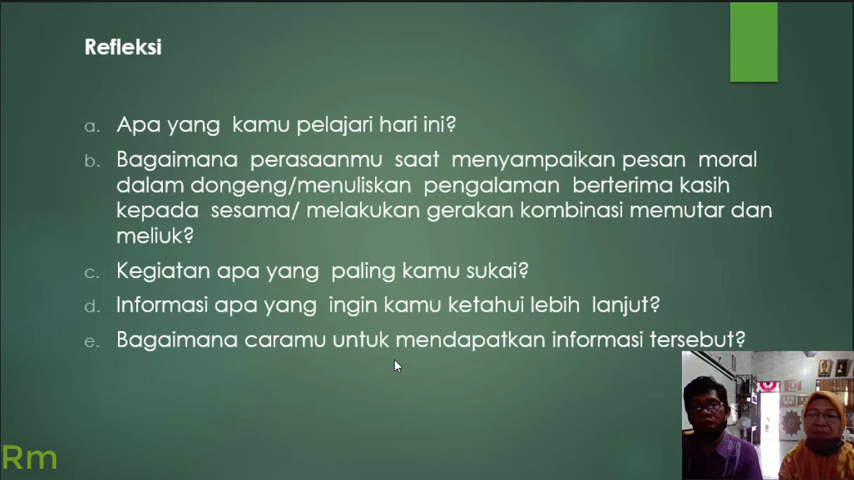 Refleksi
a. Apa yang kamu pelajari hari ini?
b. Bagaimana perasaanmu saat menyampaikan pesan moral
dalam dongeng/menuliskan pengalaman berterima kasih
kepada sesama/ melakukan gerakan kombinasi memutar dan
meliuk?
c. Kegiatan apa yang paling kamu sukai?
d. Informasi apa yang ingin kamu ketahui lebih lanjut?
e. Bagaimana caramu untuk mendapatkan informasi tersebut?
Rm